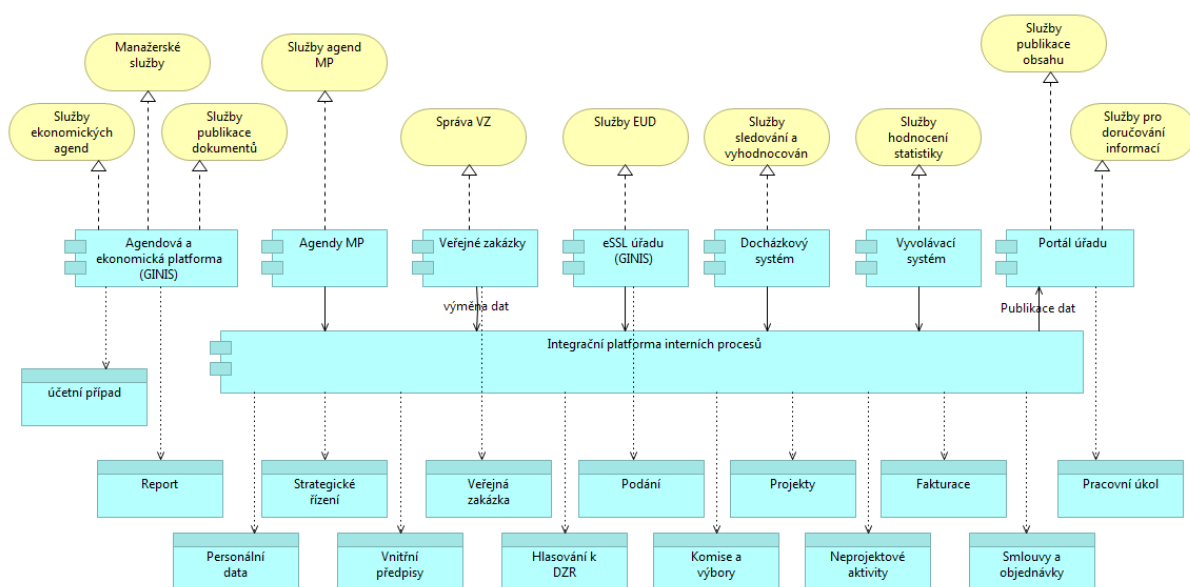 Služby
publikace
obsahu
Manažerské
služby
Služby agend
MP
Služby
ekonomických
agend
Služby
publikace
dokumentů
Správa VZ
Služby EUD
Služby
sledování a
vyhodnocován
Služby
hodnocení
statistiky
Služby pro
doručování
informací
Agendová a
ekonomická platforma
(GINIS)
Agendy MP
Veřejné zakázky
eSSL úřadu
(GINIS)
Docházkový
systém
Vyvolávací
systém
Portál úřadu
výměna dat
Publikace dat
Integrační platforma interních procesů
účetní případ
Report
Strategické
řízení
Veřejná
zakázka
Podání
Projekty
Fakturace
Pracovní úkol
Personální
data
Vnitřní
předpisy
Hlasování k
DZR
Komise a
výbory
Neprojektové
aktivity
Smlouvy a
objednávky